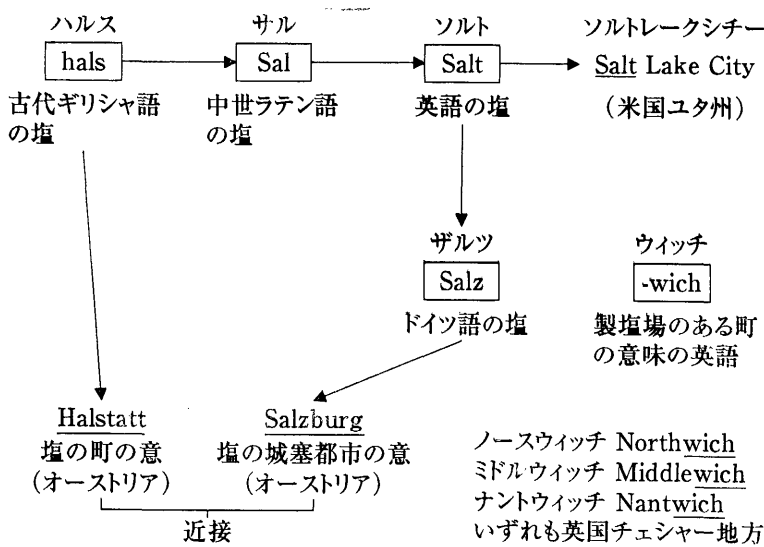 ハルス
hals
古代ギリシャ語
の塩
サル
Sal
中世ラテン語
の塩
ソルト
Salt
英語の塩
ソルトレークシチー
Salt Lake City
(米国ユタ州)
ザルツ
Salz
ドイツ語の塩
ウィッチ
-wich
製塩場のある町
の意味の英語
Halstatt
塩の町の意
(オーストリア)
Salzburg
塩の城塞都市の意
(オーストリア)
近接
ノースウィッチ Northwich
ミドルウィッチ Middlewich
ナントウィッチ Nantwich
いずれも英国チェシャー地方